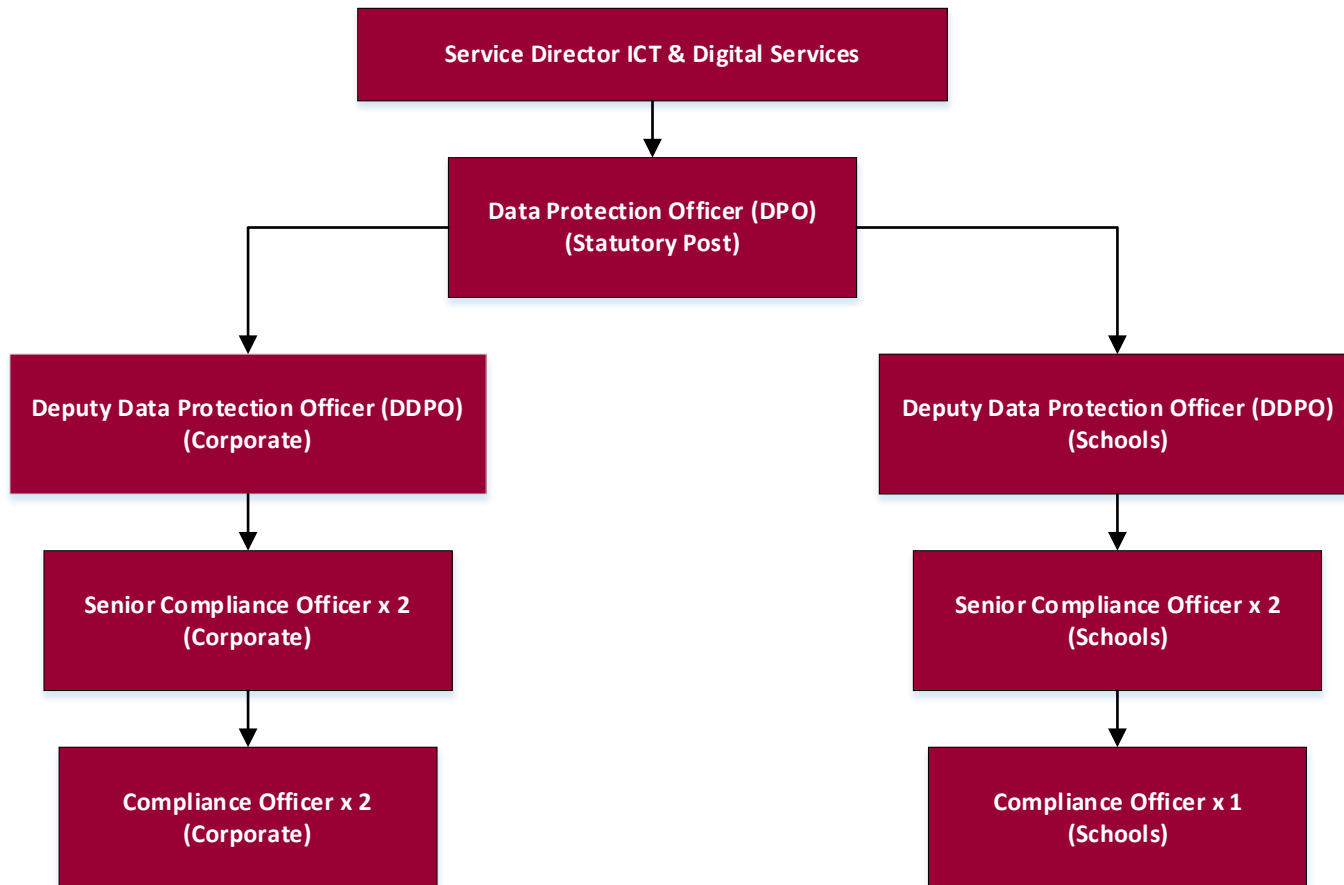 Service Director ICT & Digital Services
Data Protection Officer (DPO)
(Statutory Post)
Deputy Data Protection Officer (DDPO)
(Corporate)
Deputy Data Protection Officer (DDPO)
(Schools)
Senior Compliance Officer x 2
(Corporate)
Senior Compliance Officer x 2
(Schools)
Compliance Officer x 2
(Corporate)
Compliance Officer x 1
(Schools)